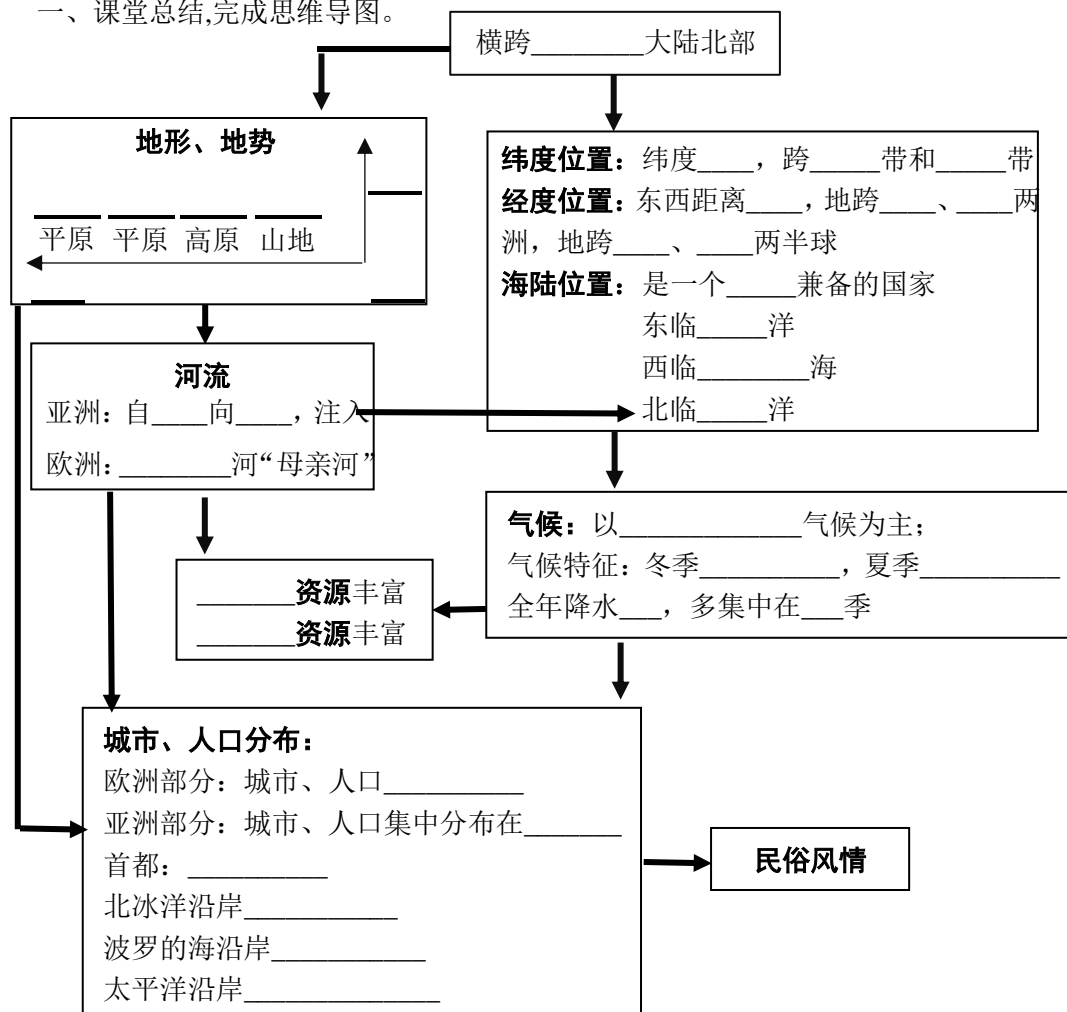 一、课堂总结,完成思维导图。
横跨________大陆北部
地形、地势
____ ____ ____ ____
平原 平原 高原 山地
纬度位置：纬度____，跨_____带和_____带
经度位置：东西距离____，地跨____、____两
洲，地跨____、____两半球
海陆位置：是一个_____兼备的国家
东临_____洋
西临________海
北临_____洋
河流
亚洲：自____向____，注入
欧洲：________河“母亲河”
气候：以_____________气候为主；
气候特征：冬季__________，夏季__________
全年降水___，多集中在___季
_______资源丰富
_______资源丰富
城市、人口分布：
欧洲部分：城市、人口__________
亚洲部分：城市、人口集中分布在_______
首都：__________
北冰洋沿岸___________
波罗的海沿岸___________
太平洋沿岸______________
民俗风情